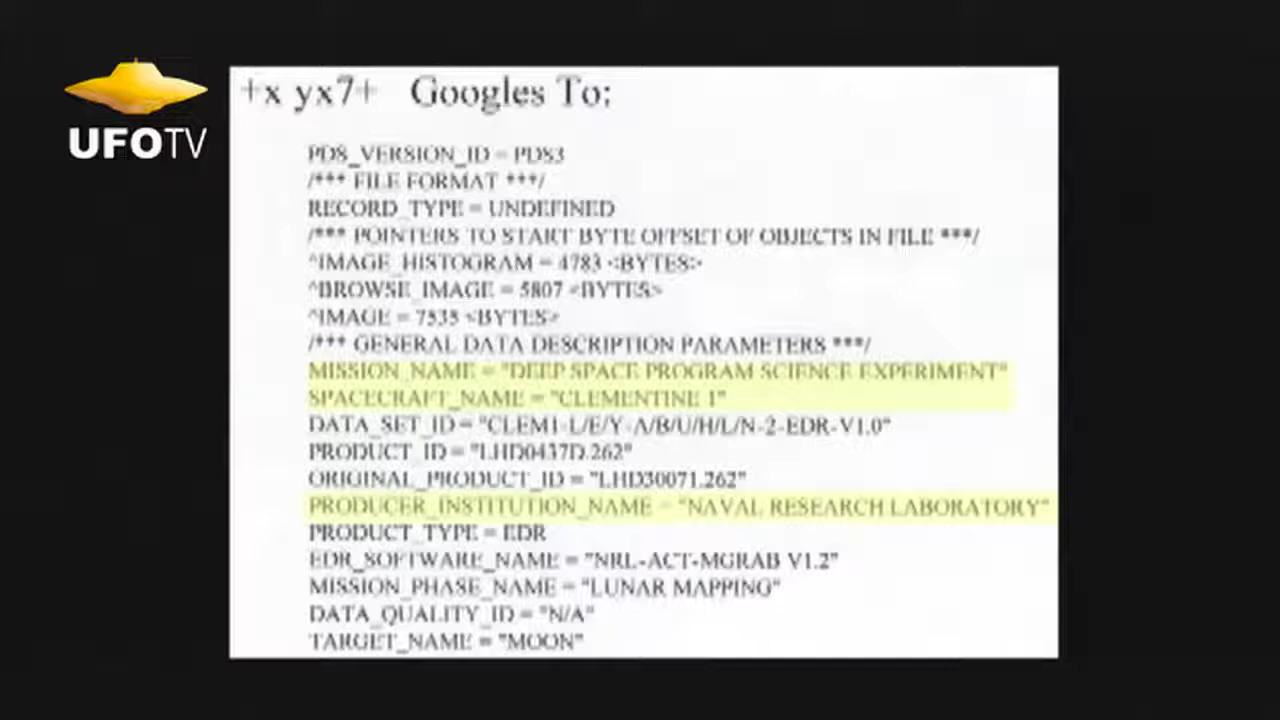 UFOTV
+x yx7+ Googles To:
PDS_VERSION_ID = PDS3
/*** FILE FORMAT ***/
RECORD_TYPE = UNDEFINED
/*** POINTERS TO START BYTE OFFSET OF OBJECTS IN FILE ***/
^IMAGE_HISTOGRAM = 4783 <BYTES>
^BROWSE_IMAGE = 5807 <BYTES>
^IMAGE = 7535 <BYTES>
/*** GENERAL DATA DESCRIPTION PARAMETERS ***/
MISSION_NAME = "DEEP SPACE PROGRAM SCIENCE EXPERIMENT"
SPACECRAFT_NAME = "CLEMENTINE 1"
DATA_SET_ID = "CLEM1-L/E/Y-A/B/U/H/L/N-2-EDR-V1.0"
PRODUCT_ID = "LHD0437D.262"
ORIGINAL_PRODUCT_ID = "LHD30071.262"
PRODUCER_INSTITUTION_NAME = "NAVAL RESEARCH LABORATORY"
PRODUCT_TYPE = EDR
EDR_SOFTWARE_NAME = "NRL-ACT-MGRAB V1.2"
MISSION_PHASE_NAME = "LUNAR MAPPING"
DATA_QUALITY_ID = "N/A"
TARGET_NAME = "MOON"